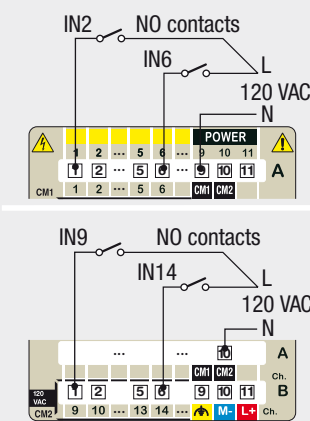 IN2 NO contacts
IN6 L
120 VAC
N
POWER
1 2 ... 5 6 ... 9 10 11
1 2 ... 5 6 ... 9 10 11 A
CM1 1 2 ... 5 6 CM1 CM2
IN9 NO contacts
IN14 L
120 VAC
N
... ... 10 A
CM1 CM2 Ch.
120 VAC 1 2 5 6 9 10 11 B
CM2 9 10 ... 13 14 ... M- L+ Ch.